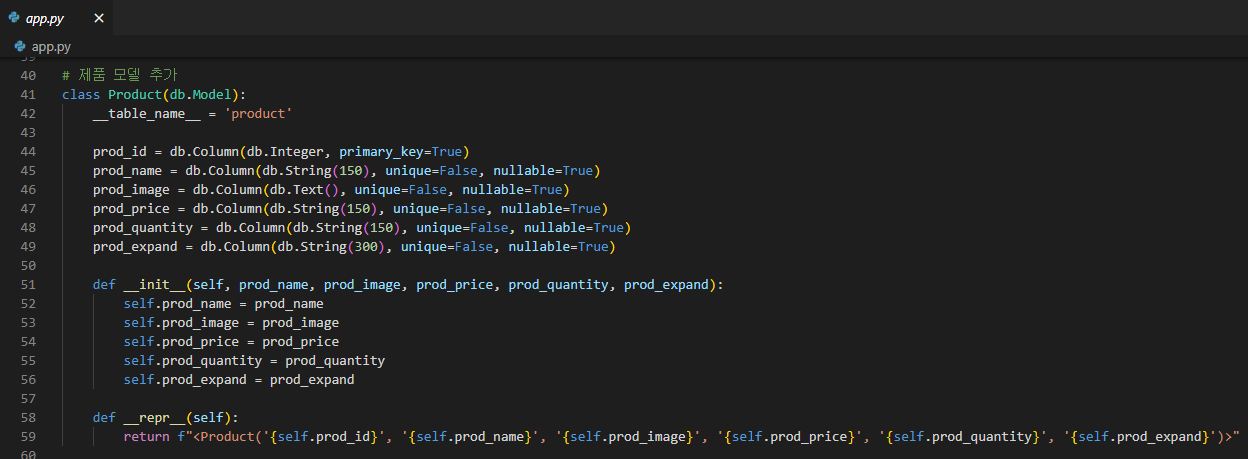 app.py ×
app.py
39
40 # 제품 모델 추가
41 class Product(db.Model):
42     __table_name__ = 'product'
43
44     prod_id = db.Column(db.Integer, primary_key=True)
45     prod_name = db.Column(db.String(150), unique=False, nullable=True)
46     prod_image = db.Column(db.Text(), unique=False, nullable=True)
47     prod_price = db.Column(db.String(150), unique=False, nullable=True)
48     prod_quantity = db.Column(db.String(150), unique=False, nullable=True)
49     prod_expand = db.Column(db.String(300), unique=False, nullable=True)
50
51     def __init__(self, prod_name, prod_image, prod_price, prod_quantity, prod_expand):
52         self.prod_name = prod_name
53         self.prod_image = prod_image
54         self.prod_price = prod_price
55         self.prod_quantity = prod_quantity
56         self.prod_expand = prod_expand
57
58     def __repr__(self):
59         return f"<Product('{self.prod_id}', '{self.prod_name}', '{self.prod_image}', '{self.prod_price}', '{self.prod_quantity}', '{self.prod_expand}')>"
60